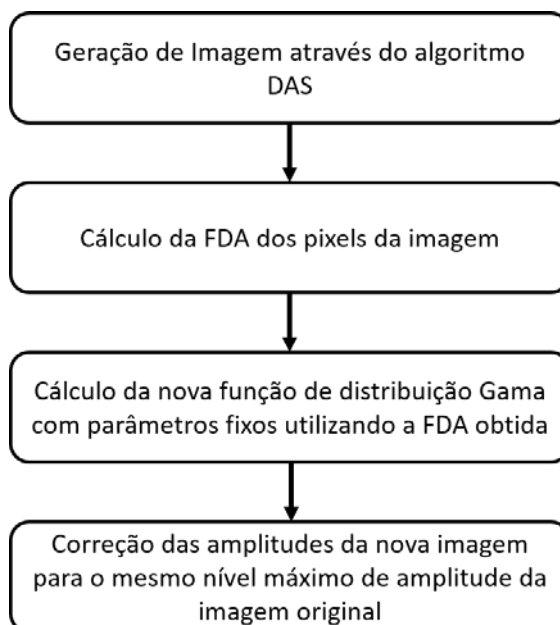 Geração de Imagem através do algoritmo
DAS
Cálculo da FDA dos pixels da imagem
Cálculo da nova função de distribuição Gama
com parâmetros fixos utilizando a FDA obtida
Correção das amplitudes da nova imagem
para o mesmo nível máximo de amplitude da
imagem original